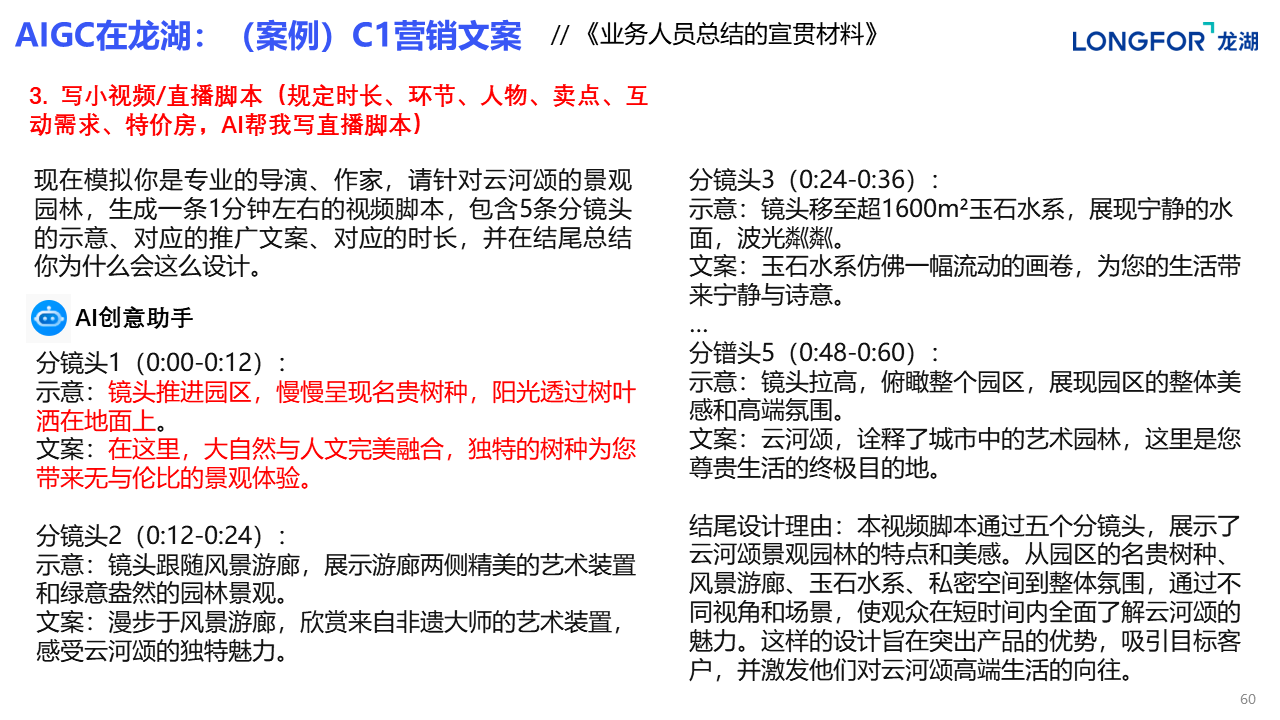 AIGC在龙湖：（案例）C1营销文案 // 《业务人员总结的宣贯材料》
LONGFOR 龙湖
3. 写小视频/直播脚本（规定时长、环节、人物、卖点、互
动需求、特价房，AI帮我写直播脚本）
现在模拟你是专业的导演、作家，请针对云河颂的景观
园林，生成一条1分钟左右的视频脚本，包含5条分镜头
的示意、对应的推广文案、对应的时长，并在结尾总结
你为什么会这么设计。
AI创意助手
分镜头1（0:00-0:12）：
示意：镜头推进园区，慢慢呈现名贵树种，阳光透过树叶
洒在地面上。
文案：在这里，大自然与人文完美融合，独特的树种为您
带来无与伦比的景观体验。
分镜头2（0:12-0:24）：
示意：镜头跟随风景游廊，展示游廊两侧精美的艺术装置
和绿意盎然的园林景观。
文案：漫步于风景游廊，欣赏来自非遗大师的艺术装置，
感受云河颂的独特魅力。
分镜头3（0:24-0:36）：
示意：镜头移至超1600m²玉石水系，展现宁静的水
面，波光粼粼。
文案：玉石水系仿佛一幅流动的画卷，为您的生活带
来宁静与诗意。
...
分镨头5（0:48-0:60）：
示意：镜头拉高，俯瞰整个园区，展现园区的整体美
感和高端氛围。
文案：云河颂，诠释了城市中的艺术园林，这里是您
尊贵生活的终极目的地。
结尾设计理由：本视频脚本通过五个分镜头，展示了
云河颂景观园林的特点和美感。从园区的名贵树种、
风景游廊、玉石水系、私密空间到整体氛围，通过不
同视角和场景，使观众在短时间内全面了解云河颂的
魅力。这样的设计旨在突出产品的优势，吸引目标客
户，并激发他们对云河颂高端生活的向往。
60